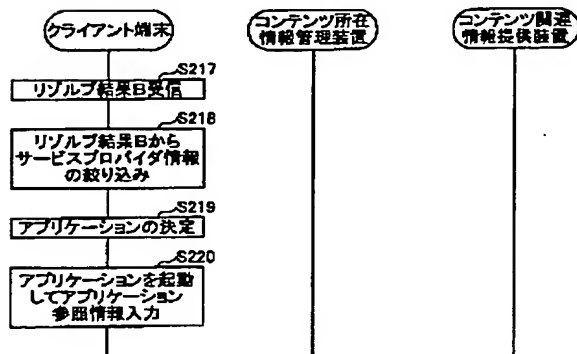 クライアント端末
コンテンツ所在
情報管理装置
コンテンツ関連
情報提供装置
S217
リゾルブ結果B受信
S218
リゾルブ結果Bから
サービスプロバイダ情報
の絞り込み
S219
アプリケーションの決定
S220
アプリケーションを起動
してアプリケーション
参照情報入力